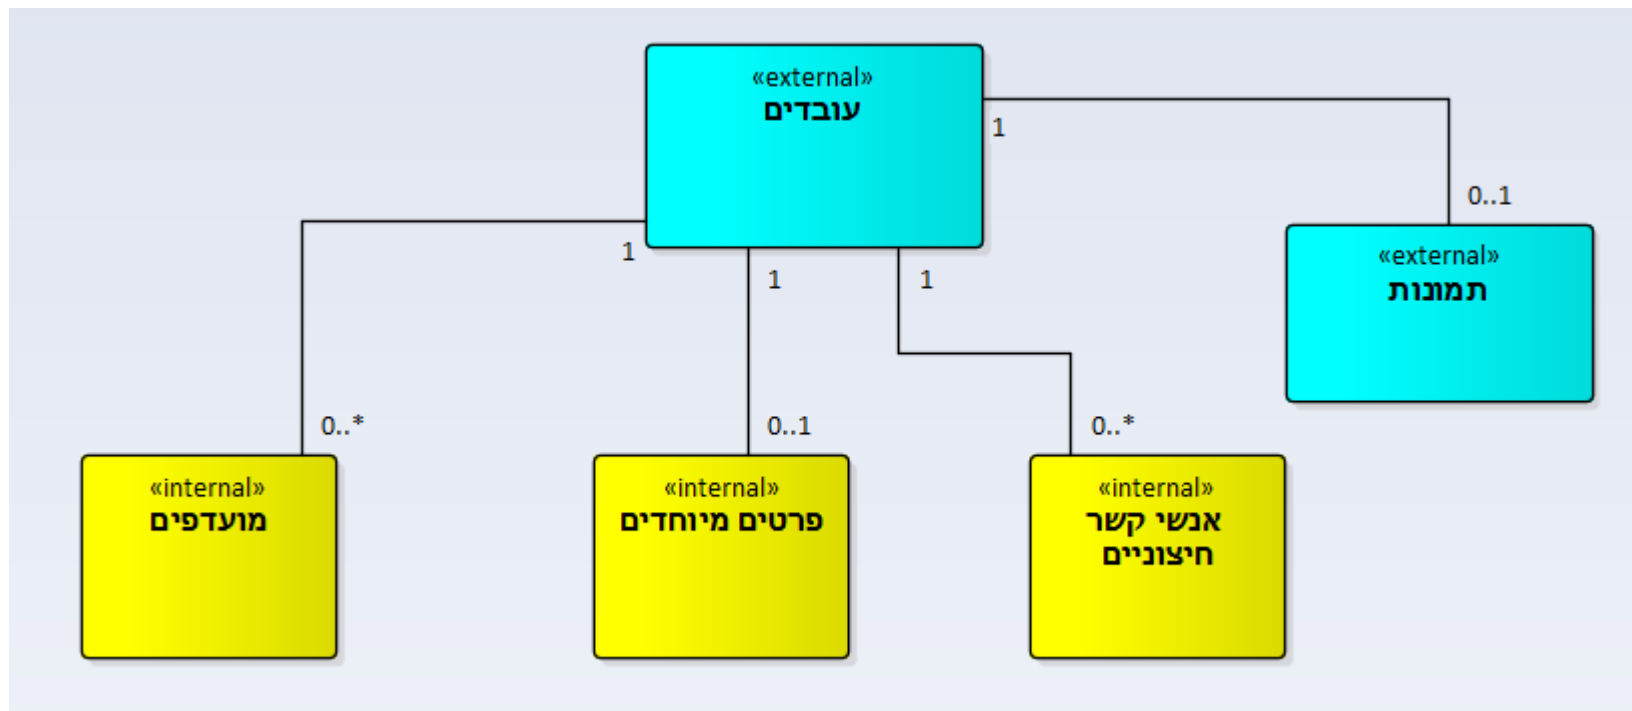 «external»
עובדים
1
0..1
«external»
תמונות
1
1
1
0..*
0..1
0..*
«internal»
מועדפים
«internal»
פרטים מיוחדים
«internal»
אנשי קשר
חיצוניים